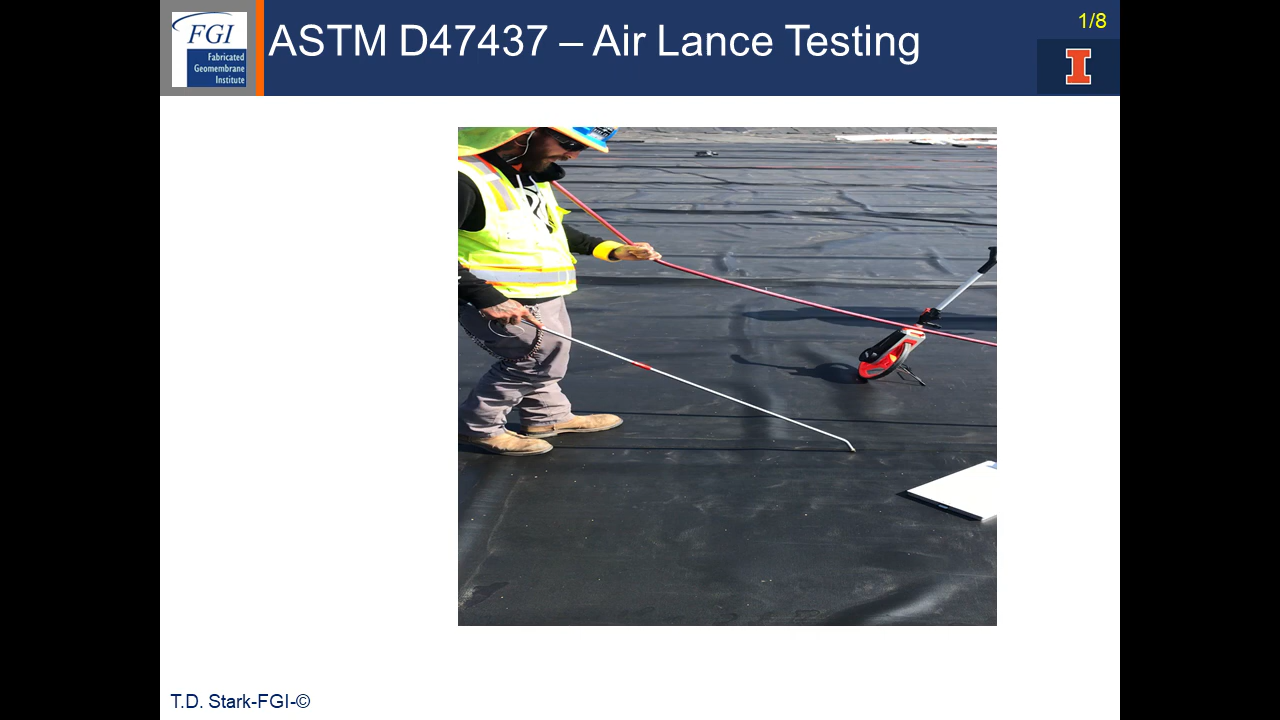 FGI
Fabricated
Geomembrane
Institute
ASTM D47437 – Air Lance Testing
1/8
I
T.D. Stark-FGI-©